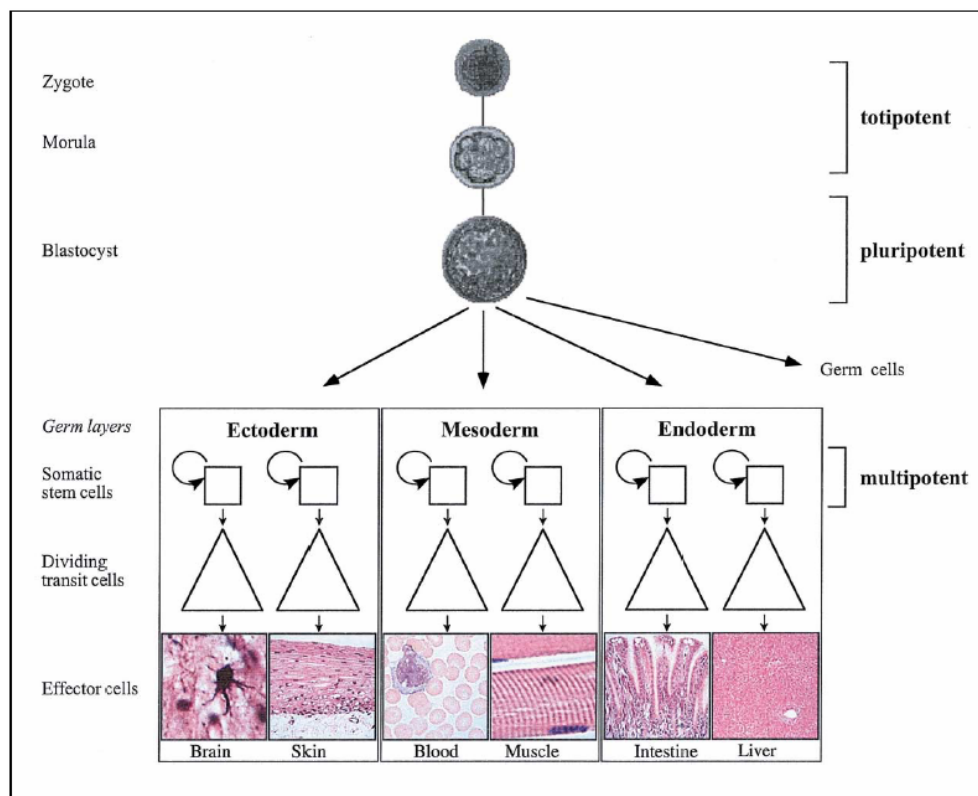 Zygote
totipotent
Morula
Blastocyst
pluripotent
Germ cells
Germ layers
Ectoderm
Mesoderm
Endoderm
Somatic
stem cells
multipotent
Dividing
transit cells
Effector cells
Brain
Skin
Blood
Muscle
Intestine
Liver